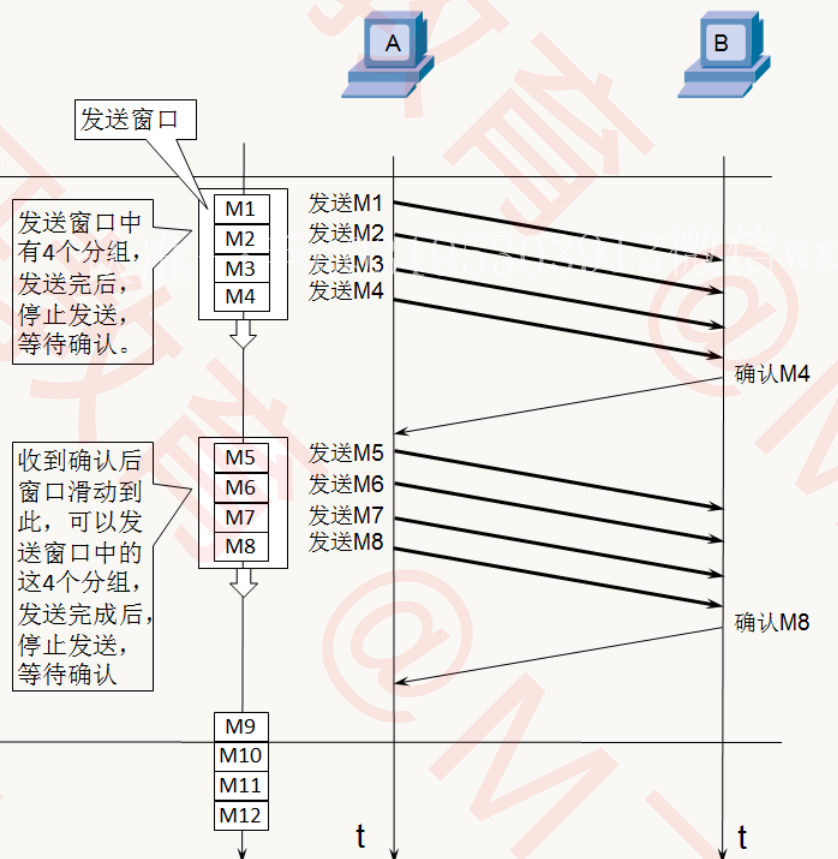 A
B
发送窗口
发送窗口中
有4个分组，
发送完后，
停止发送，
等待确认。
M1
M2
M3
M4
发送M1
发送M2
发送M3
发送M4
确认M4
收到确认后
窗口滑动到
此，可以发
送窗口中的
这4个分组，
发送完成后，
停止发送，
等待确认
M5
M6
M7
M8
发送M5
发送M6
发送M7
发送M8
确认M8
M9
M10
M11
M12
t
t
教育
教育
@M
@M